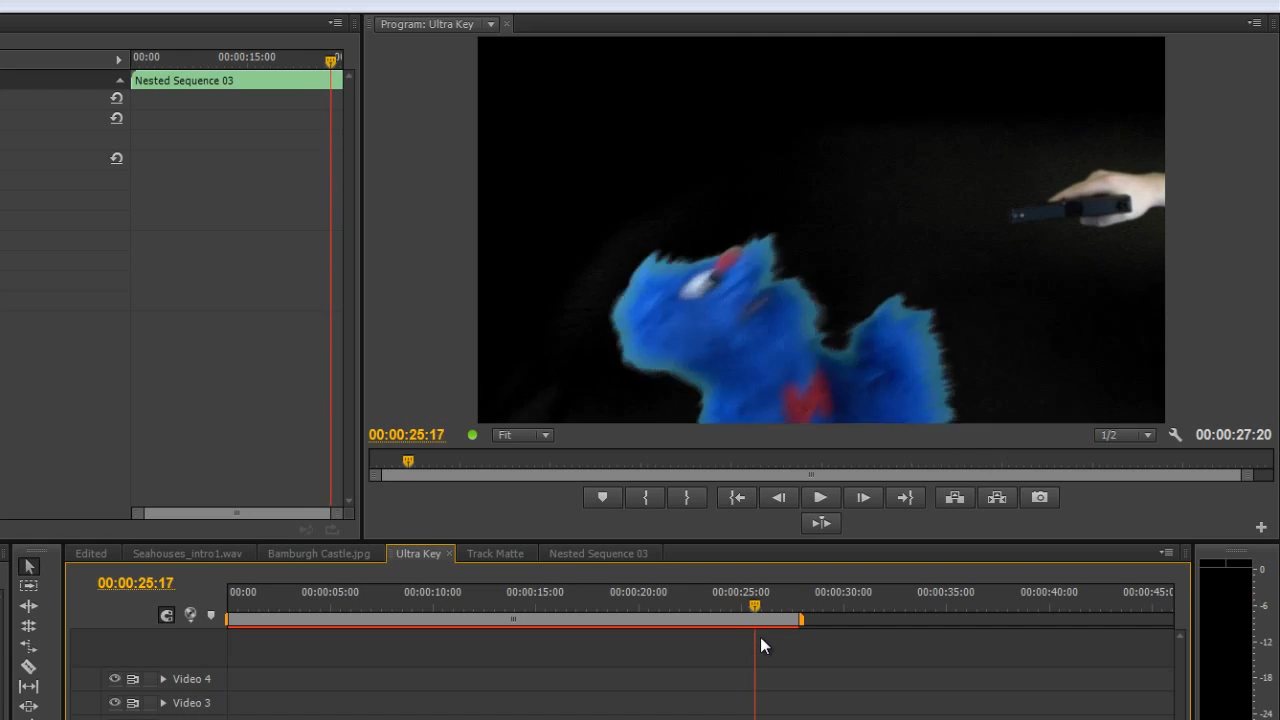 Program: Ultra Key
00:00
00:00:15:00
Nested Sequence 03
00:00:25:17
Fit
1/2
00:00:27:20
Edited
Seahouses_intro1.wav
Bamburgh Castle.jpg
Ultra Key
Track Matte
Nested Sequence 03
00:00:25:17
00:00
00:00:05:00
00:00:10:00
00:00:15:00
00:00:20:00
00:00:25:00
00:00:30:00
00:00:35:00
00:00:40:00
00:00:45:0
0
-6
-12
-18
-24
Video 4
Video 3